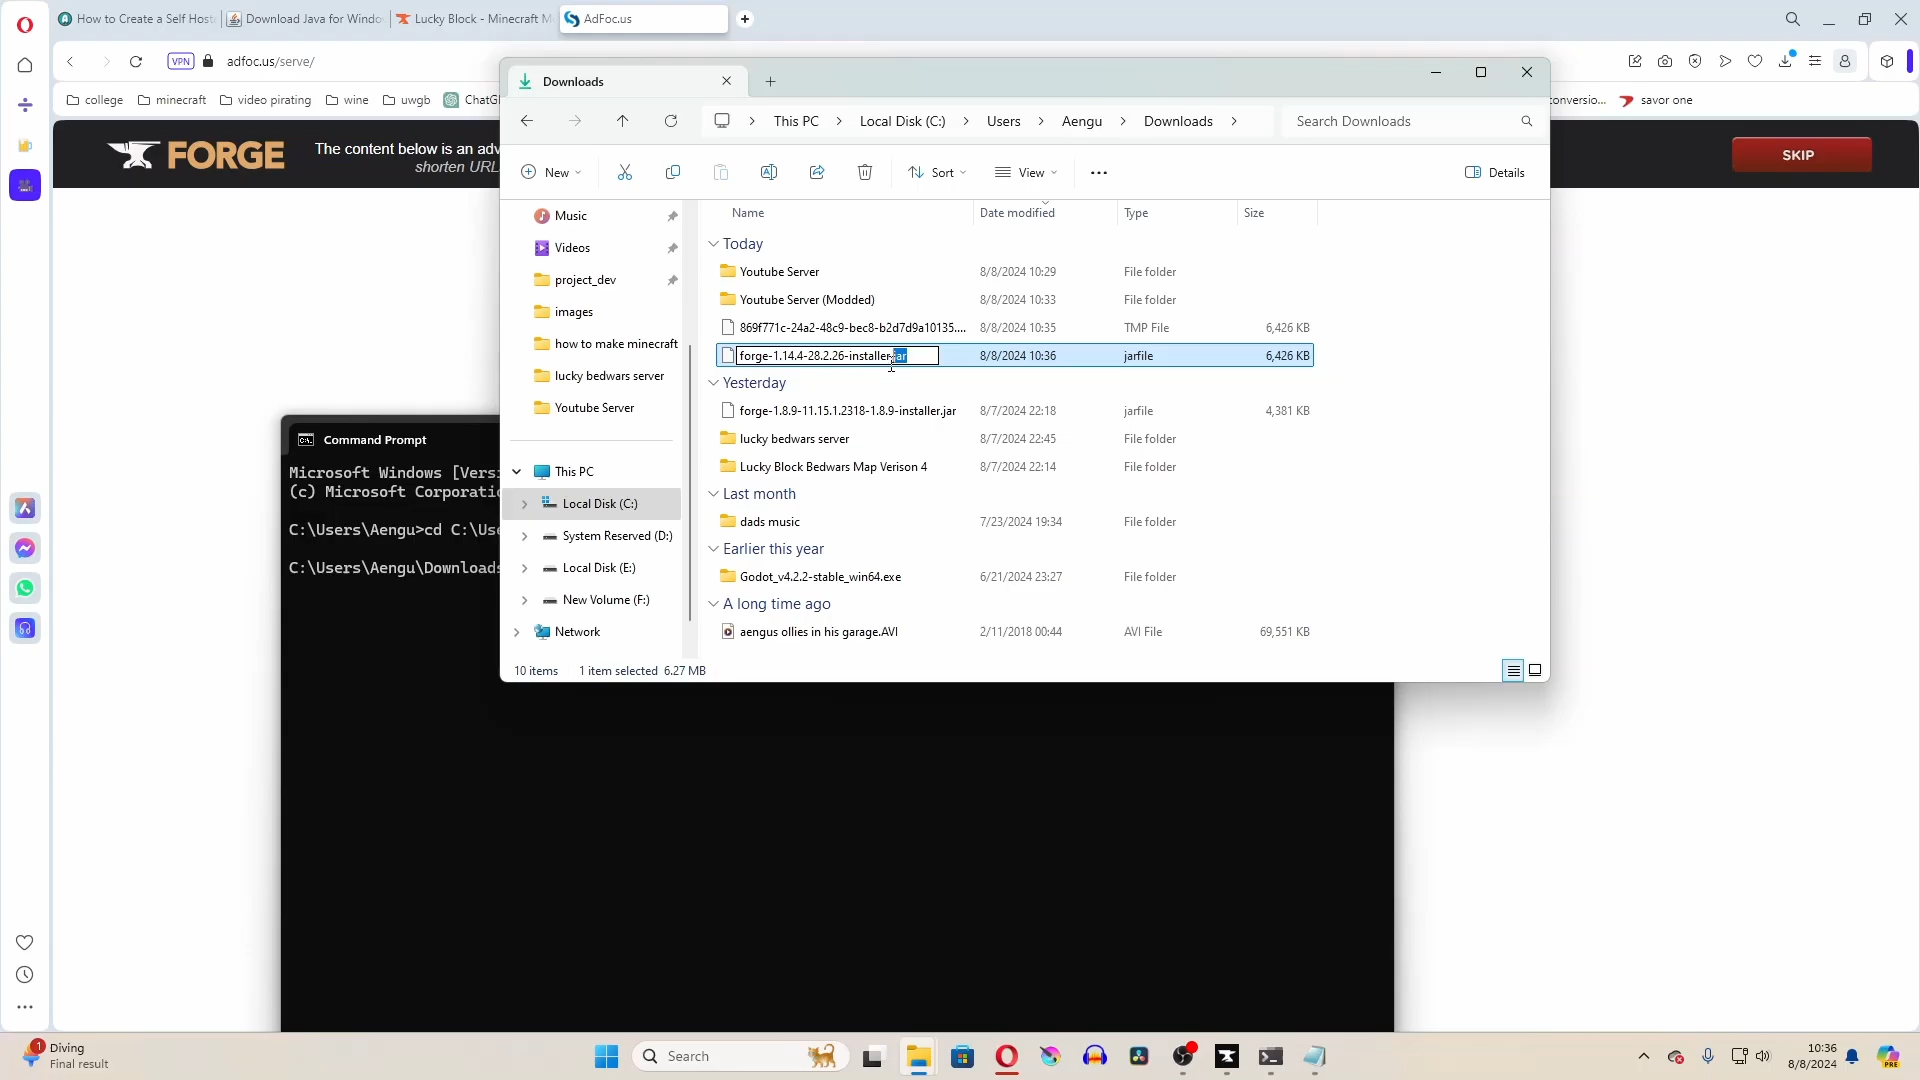 How to Create a Self Host
Download Java for Windo
Lucky Block - Minecraft M
AdFoc.us
VPN
adfoc.us/serve/
college
minecraft
video pirating
wine
uwgb
ChatG
conversio...
savor one
FORGE
The content below is an adv
shorten URL
SKIP
Downloads
This PC
Local Disk (C:)
Users
Aengu
Downloads
Search Downloads
New
Sort
View
Details
Name
Date modified
Type
Size
Music
Videos
project_dev
images
how to make minecraft
lucky bedwars server
Youtube Server
This PC
Local Disk (C:)
System Reserved (D:)
Local Disk (E:)
New Volume (F:)
Network
Today
Youtube Server 8/8/2024 10:29 File folder
Youtube Server (Modded) 8/8/2024 10:33 File folder
869f771c-24a2-48c9-bec8-b2d7d9a10135.... 8/8/2024 10:35 TMP File 6,426 KB
forge-1.14.4-28.2.26-installer.jar 8/8/2024 10:36 jarfile 6,426 KB
Yesterday
forge-1.8.9-11.15.1.2318-1.8.9-installer.jar 8/7/2024 22:18 jarfile 4,381 KB
lucky bedwars server 8/7/2024 22:45 File folder
Lucky Block Bedwars Map Verison 4 8/7/2024 22:14 File folder
Last month
dads music 7/23/2024 19:34 File folder
Earlier this year
Godot_v4.2.2-stable_win64.exe 6/21/2024 23:27 File folder
A long time ago
aengus ollies in his garage.AVI 2/11/2018 00:44 AVI File 69,551 KB
10 items 1 item selected 6.27 MB
Command Prompt
Microsoft Windows [Versi
(c) Microsoft Corporatio
C:\Users\Aengu>cd C:\Use
C:\Users\Aengu\Downloads
1
Diving
Final result
Search
10:36
8/8/2024
PRE